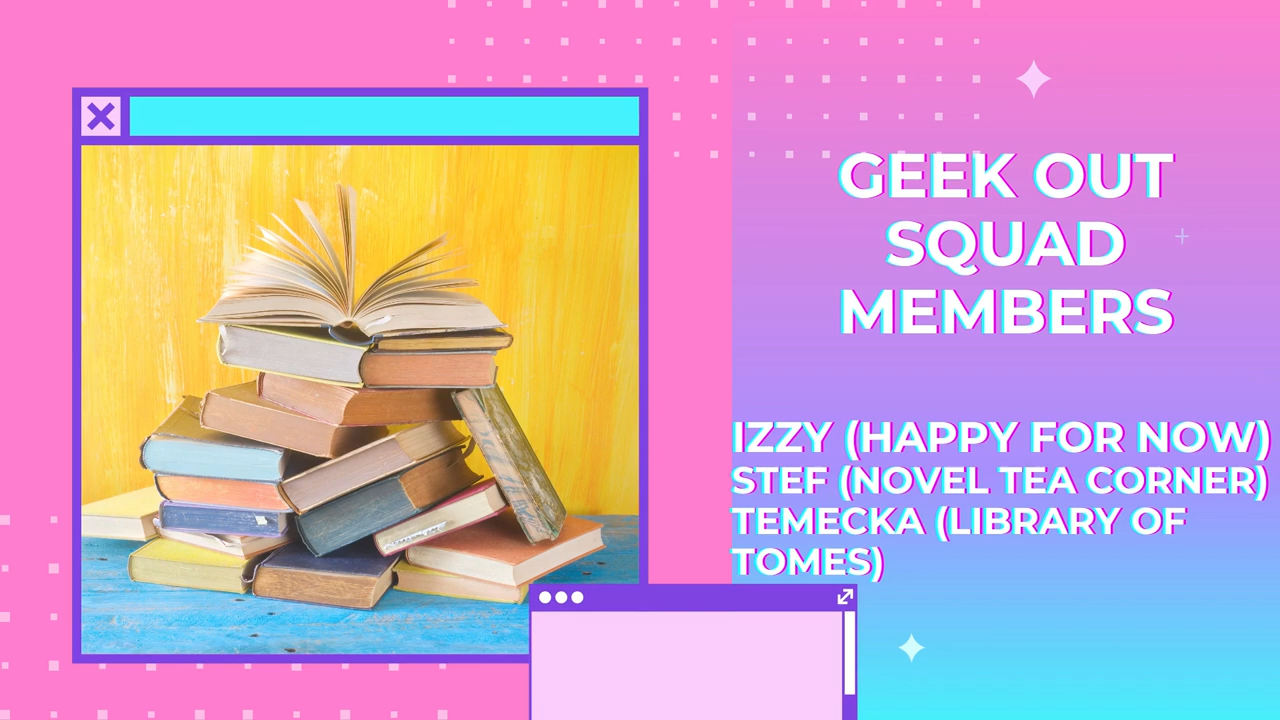 GEEK OUT
SQUAD
MEMBERS
IZZY (HAPPY FOR NOW)
STEF (NOVEL TEA CORNER)
TEMECKA (LIBRARY OF
TOMES)